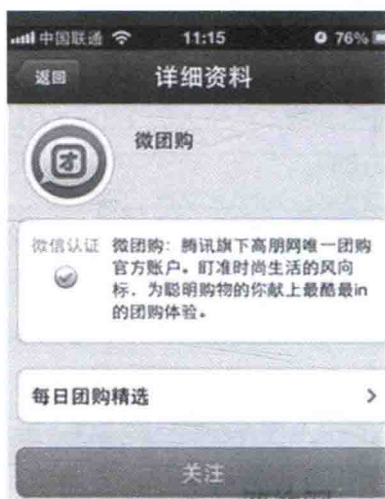 中国联通 11:15 76%
返回 详细资料
微团购
微信认证 微团购：腾讯旗下高朋网唯一团购
官方账户。盯准时尚生活的风向
标、为聪明购物的你献上最酷最in
的团购体验。
每日团购精选
关注